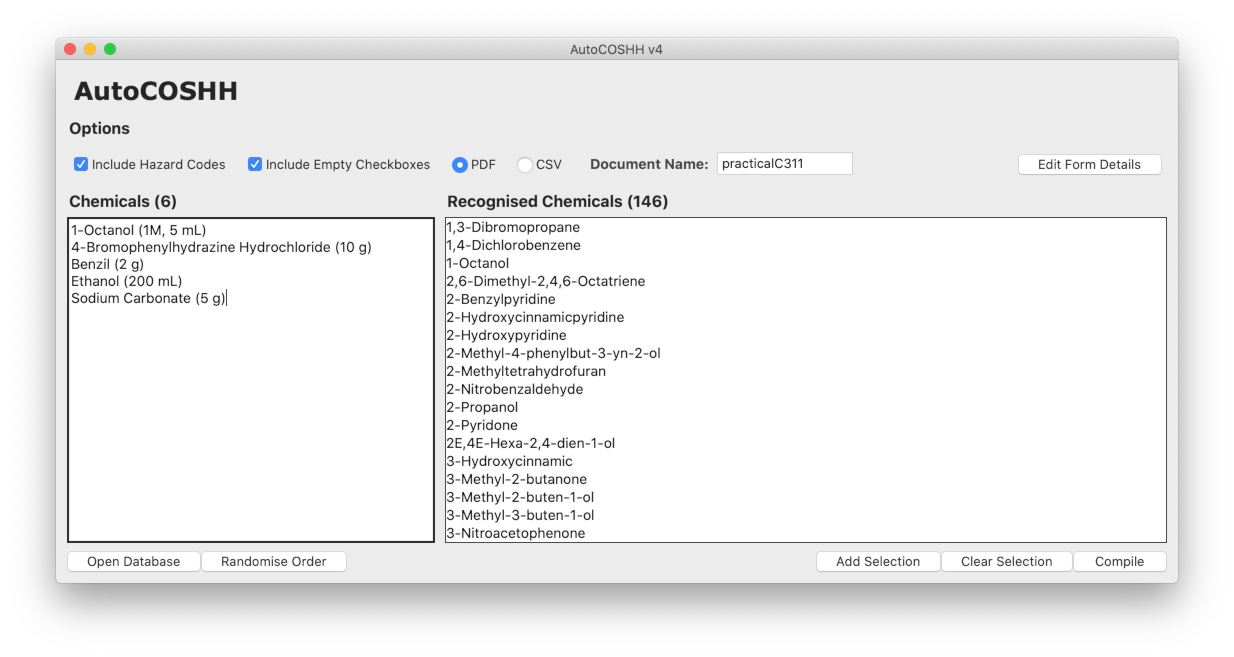 AutoCOSHH v4
AutoCOSHH
Options
Include Hazard Codes Include Empty Checkboxes PDF CSV Document Name: practicalC311 Edit Form Details
Chemicals (6)
1-Octanol (1M, 5 mL)
4-Bromophenylhydrazine Hydrochloride (10 g)
Benzil (2 g)
Ethanol (200 mL)
Sodium Carbonate (5 g)
Recognised Chemicals (146)
1,3-Dibromopropane
1,4-Dichlorobenzene
1-Octanol
2,6-Dimethyl-2,4,6-Octatriene
2-Benzylpyridine
2-Hydroxycinnamicpyridine
2-Hydroxypyridine
2-Methyl-4-phenylbut-3-yn-2-ol
2-Methyltetrahydrofuran
2-Nitrobenzaldehyde
2-Propanol
2-Pyridone
2E,4E-Hexa-2,4-dien-1-ol
3-Hydroxycinnamic
3-Methyl-2-butanone
3-Methyl-2-buten-1-ol
3-Methyl-3-buten-1-ol
3-Nitroacetophenone
Open Database Randomise Order Add Selection Clear Selection Compile